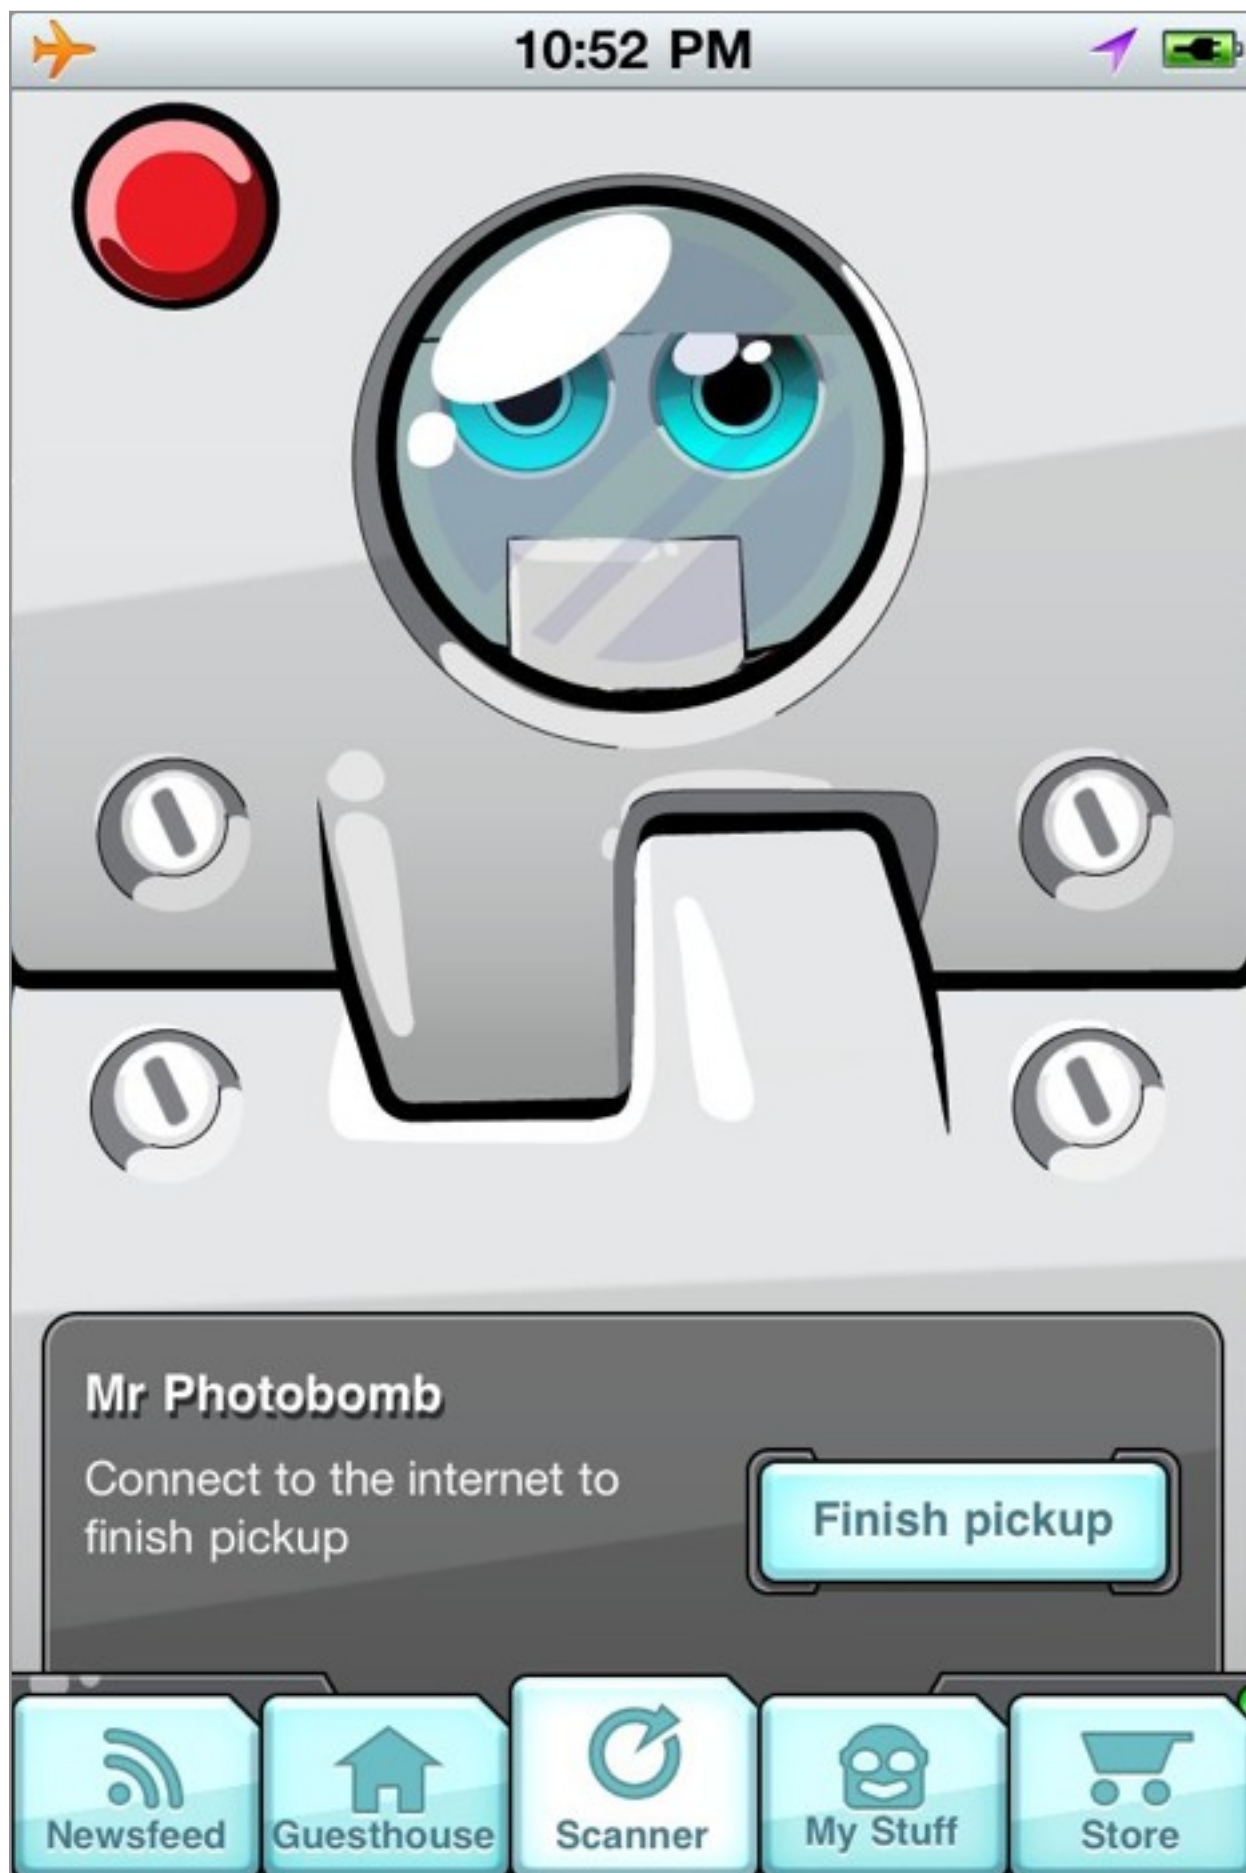 10:52 PM
Mr Photobomb
Connect to the internet to
finish pickup
Finish pickup
Newsfeed
Guesthouse
Scanner
My Stuff
Store